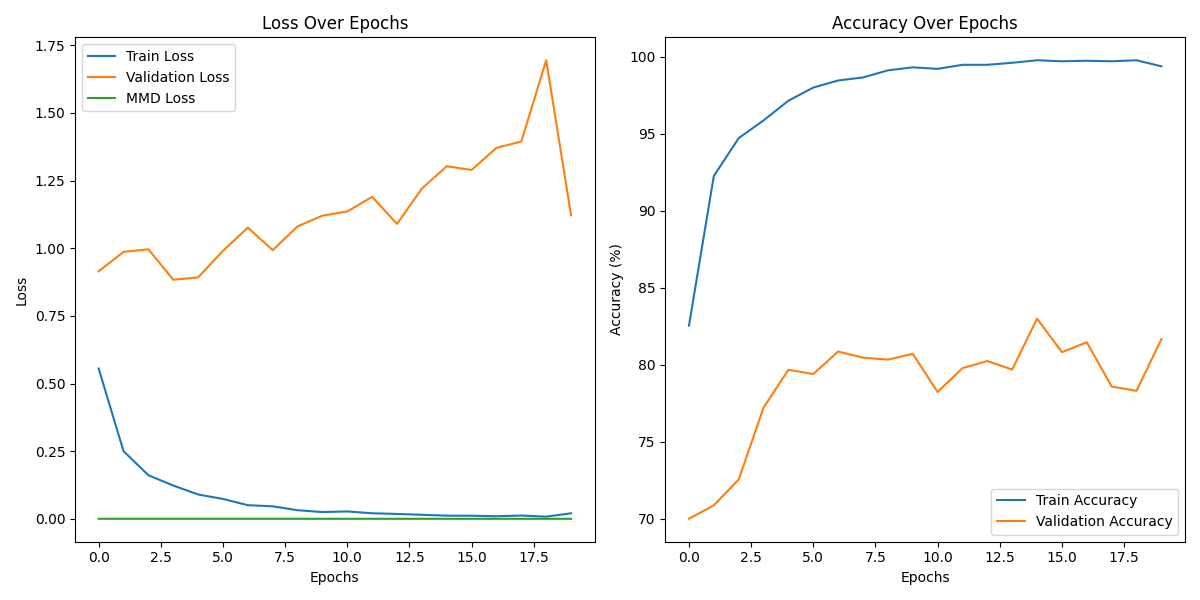 Loss Over Epochs
Train Loss
Validation Loss
MMD Loss
1.75
1.50
1.25
1.00
0.75
0.50
0.25
0.00
Loss
0.0 2.5 5.0 7.5 10.0 12.5 15.0 17.5
Epochs
Accuracy Over Epochs
100
95
90
85
80
75
70
Accuracy (%)
Train Accuracy
Validation Accuracy
0.0 2.5 5.0 7.5 10.0 12.5 15.0 17.5
Epochs